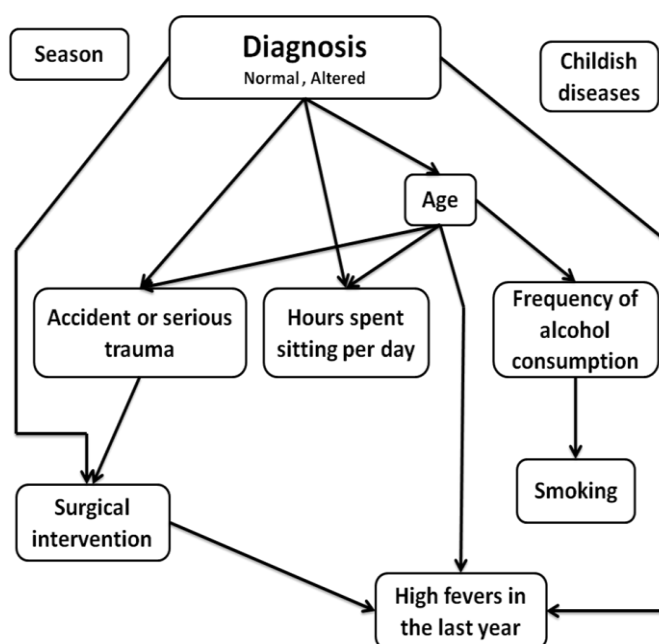 Season
Diagnosis
Normal, Altered
Childish
diseases
Age
Accident or serious
trauma
Hours spent
sitting per day
Frequency of
alcohol
consumption
Surgical
intervention
Smoking
High fevers in
the last year